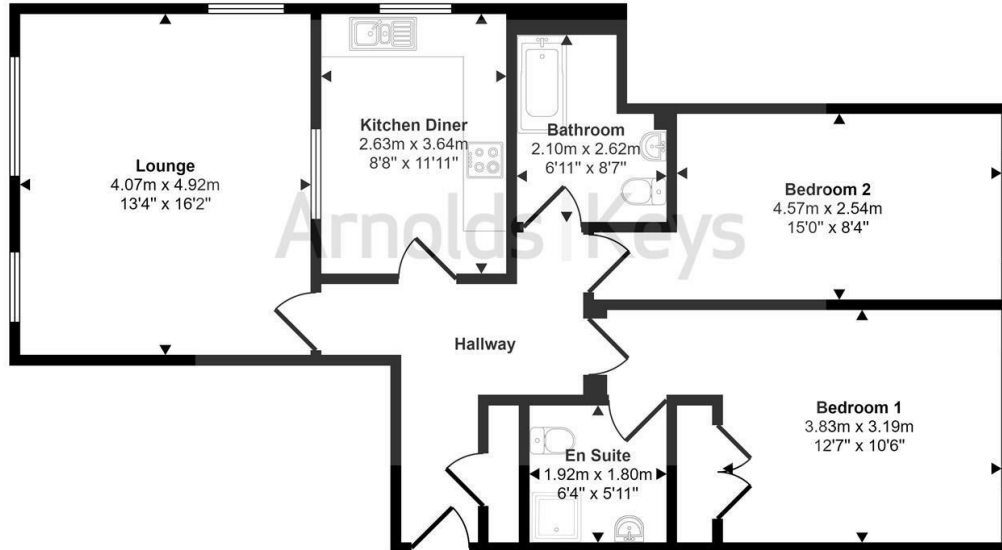 Lounge
4.07m x 4.92m
13'4" x 16'2"
Kitchen Diner
2.63m x 3.64m
8'8" x 11'11"
Bathroom
2.10m x 2.62m
6'11" x 8'7"
Bedroom 2
4.57m x 2.54m
15'0" x 8'4"
Arnolds | Keys
Hallway
Bedroom 1
3.83m x 3.19m
12'7" x 10'6"
En Suite
1.92m x 1.80m
6'4" x 5'11"